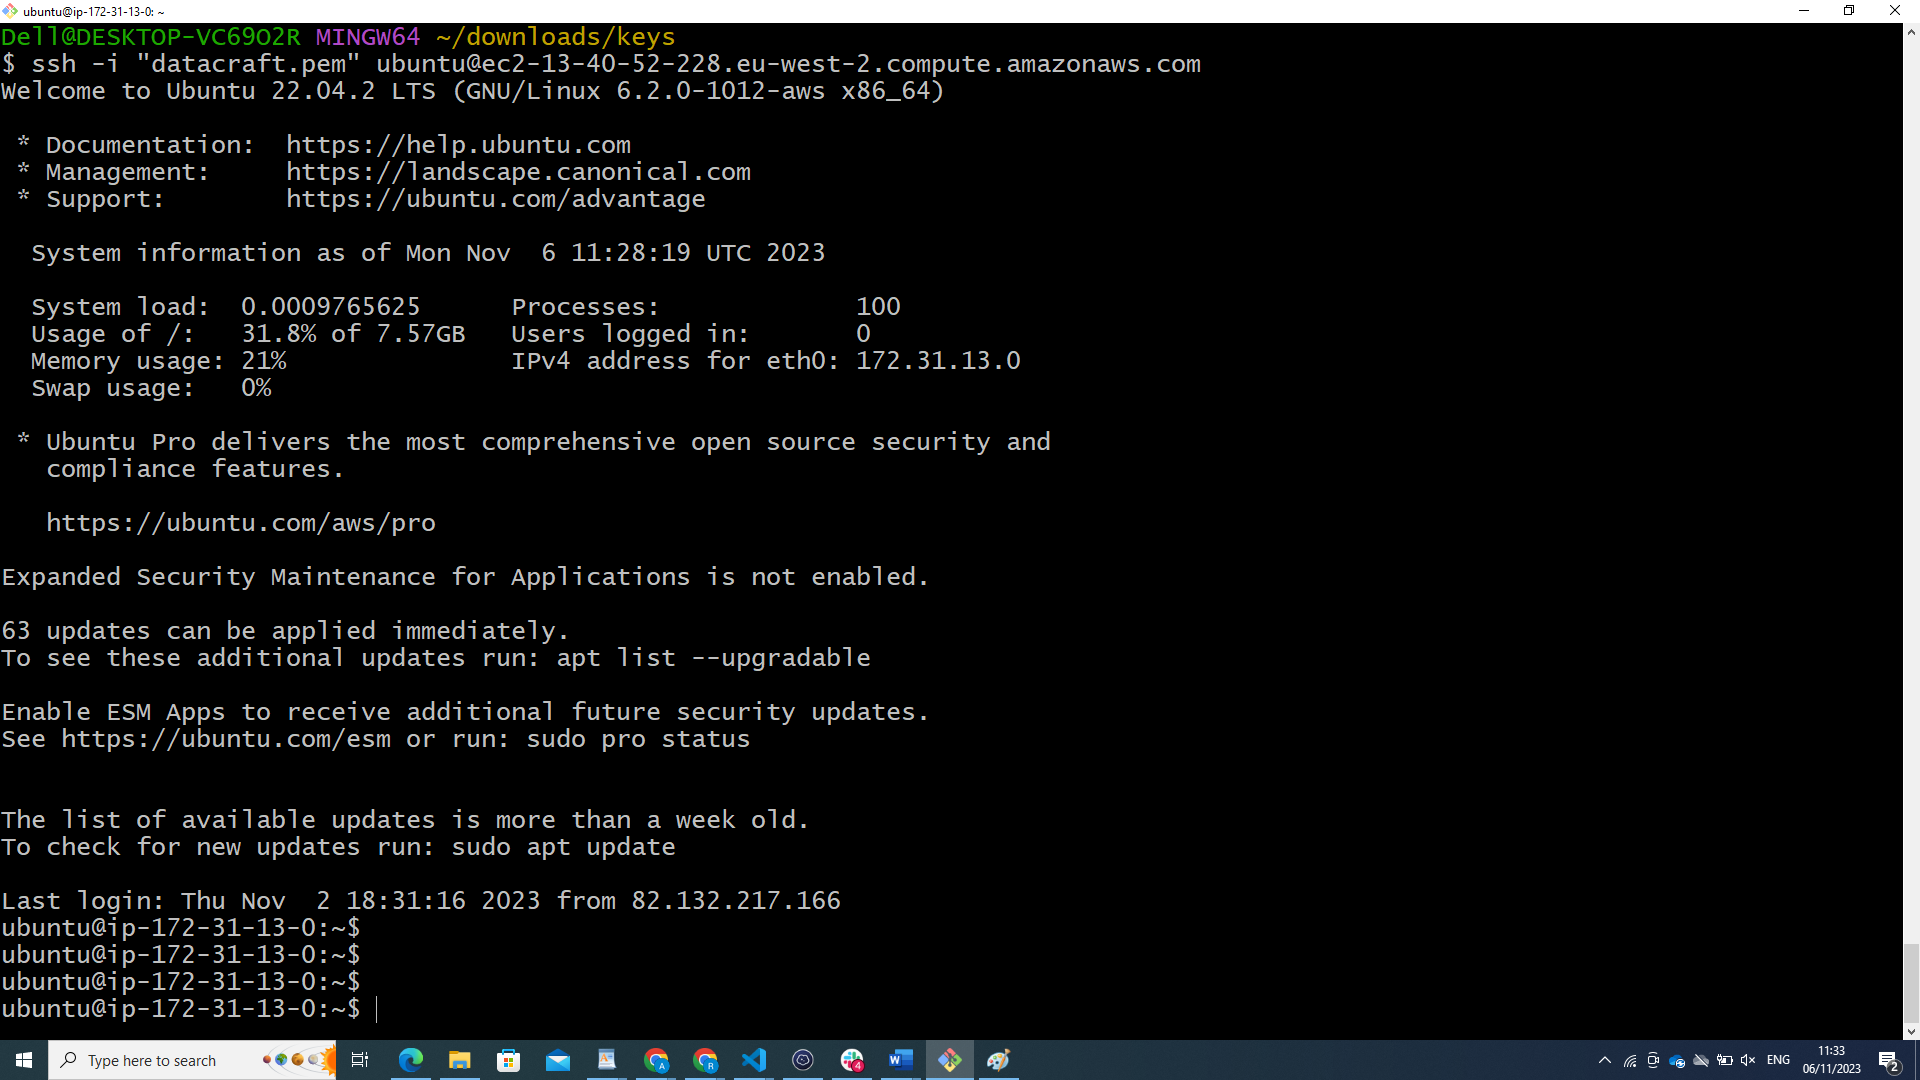 ubuntu@ip-172-31-13-0: ~
Dell@DESKTOP-VC69O2R MINGW64 ~/downloads/keys
$ ssh -i "datacraft.pem" ubuntu@ec2-13-40-52-228.eu-west-2.compute.amazonaws.com
Welcome to Ubuntu 22.04.2 LTS (GNU/Linux 6.2.0-1012-aws x86_64)
* Documentation:  https://help.ubuntu.com
* Management:     https://landscape.canonical.com
* Support:        https://ubuntu.com/advantage
System information as of Mon Nov  6 11:28:19 UTC 2023
System load:  0.0009765625      Processes:             100
Usage of /:   31.8% of 7.57GB   Users logged in:       0
Memory usage: 21%               IPv4 address for eth0: 172.31.13.0
Swap usage:   0%
* Ubuntu Pro delivers the most comprehensive open source security and
compliance features.
https://ubuntu.com/aws/pro
Expanded Security Maintenance for Applications is not enabled.
63 updates can be applied immediately.
To see these additional updates run: apt list --upgradable
Enable ESM Apps to receive additional future security updates.
See https://ubuntu.com/esm or run: sudo pro status
The list of available updates is more than a week old.
To check for new updates run: sudo apt update
Last login: Thu Nov  2 18:31:16 2023 from 82.132.217.166
ubuntu@ip-172-31-13-0:~$
ubuntu@ip-172-31-13-0:~$
ubuntu@ip-172-31-13-0:~$
ubuntu@ip-172-31-13-0:~$
Type here to search
A
R
4
W
ENG
11:33
06/11/2023
2